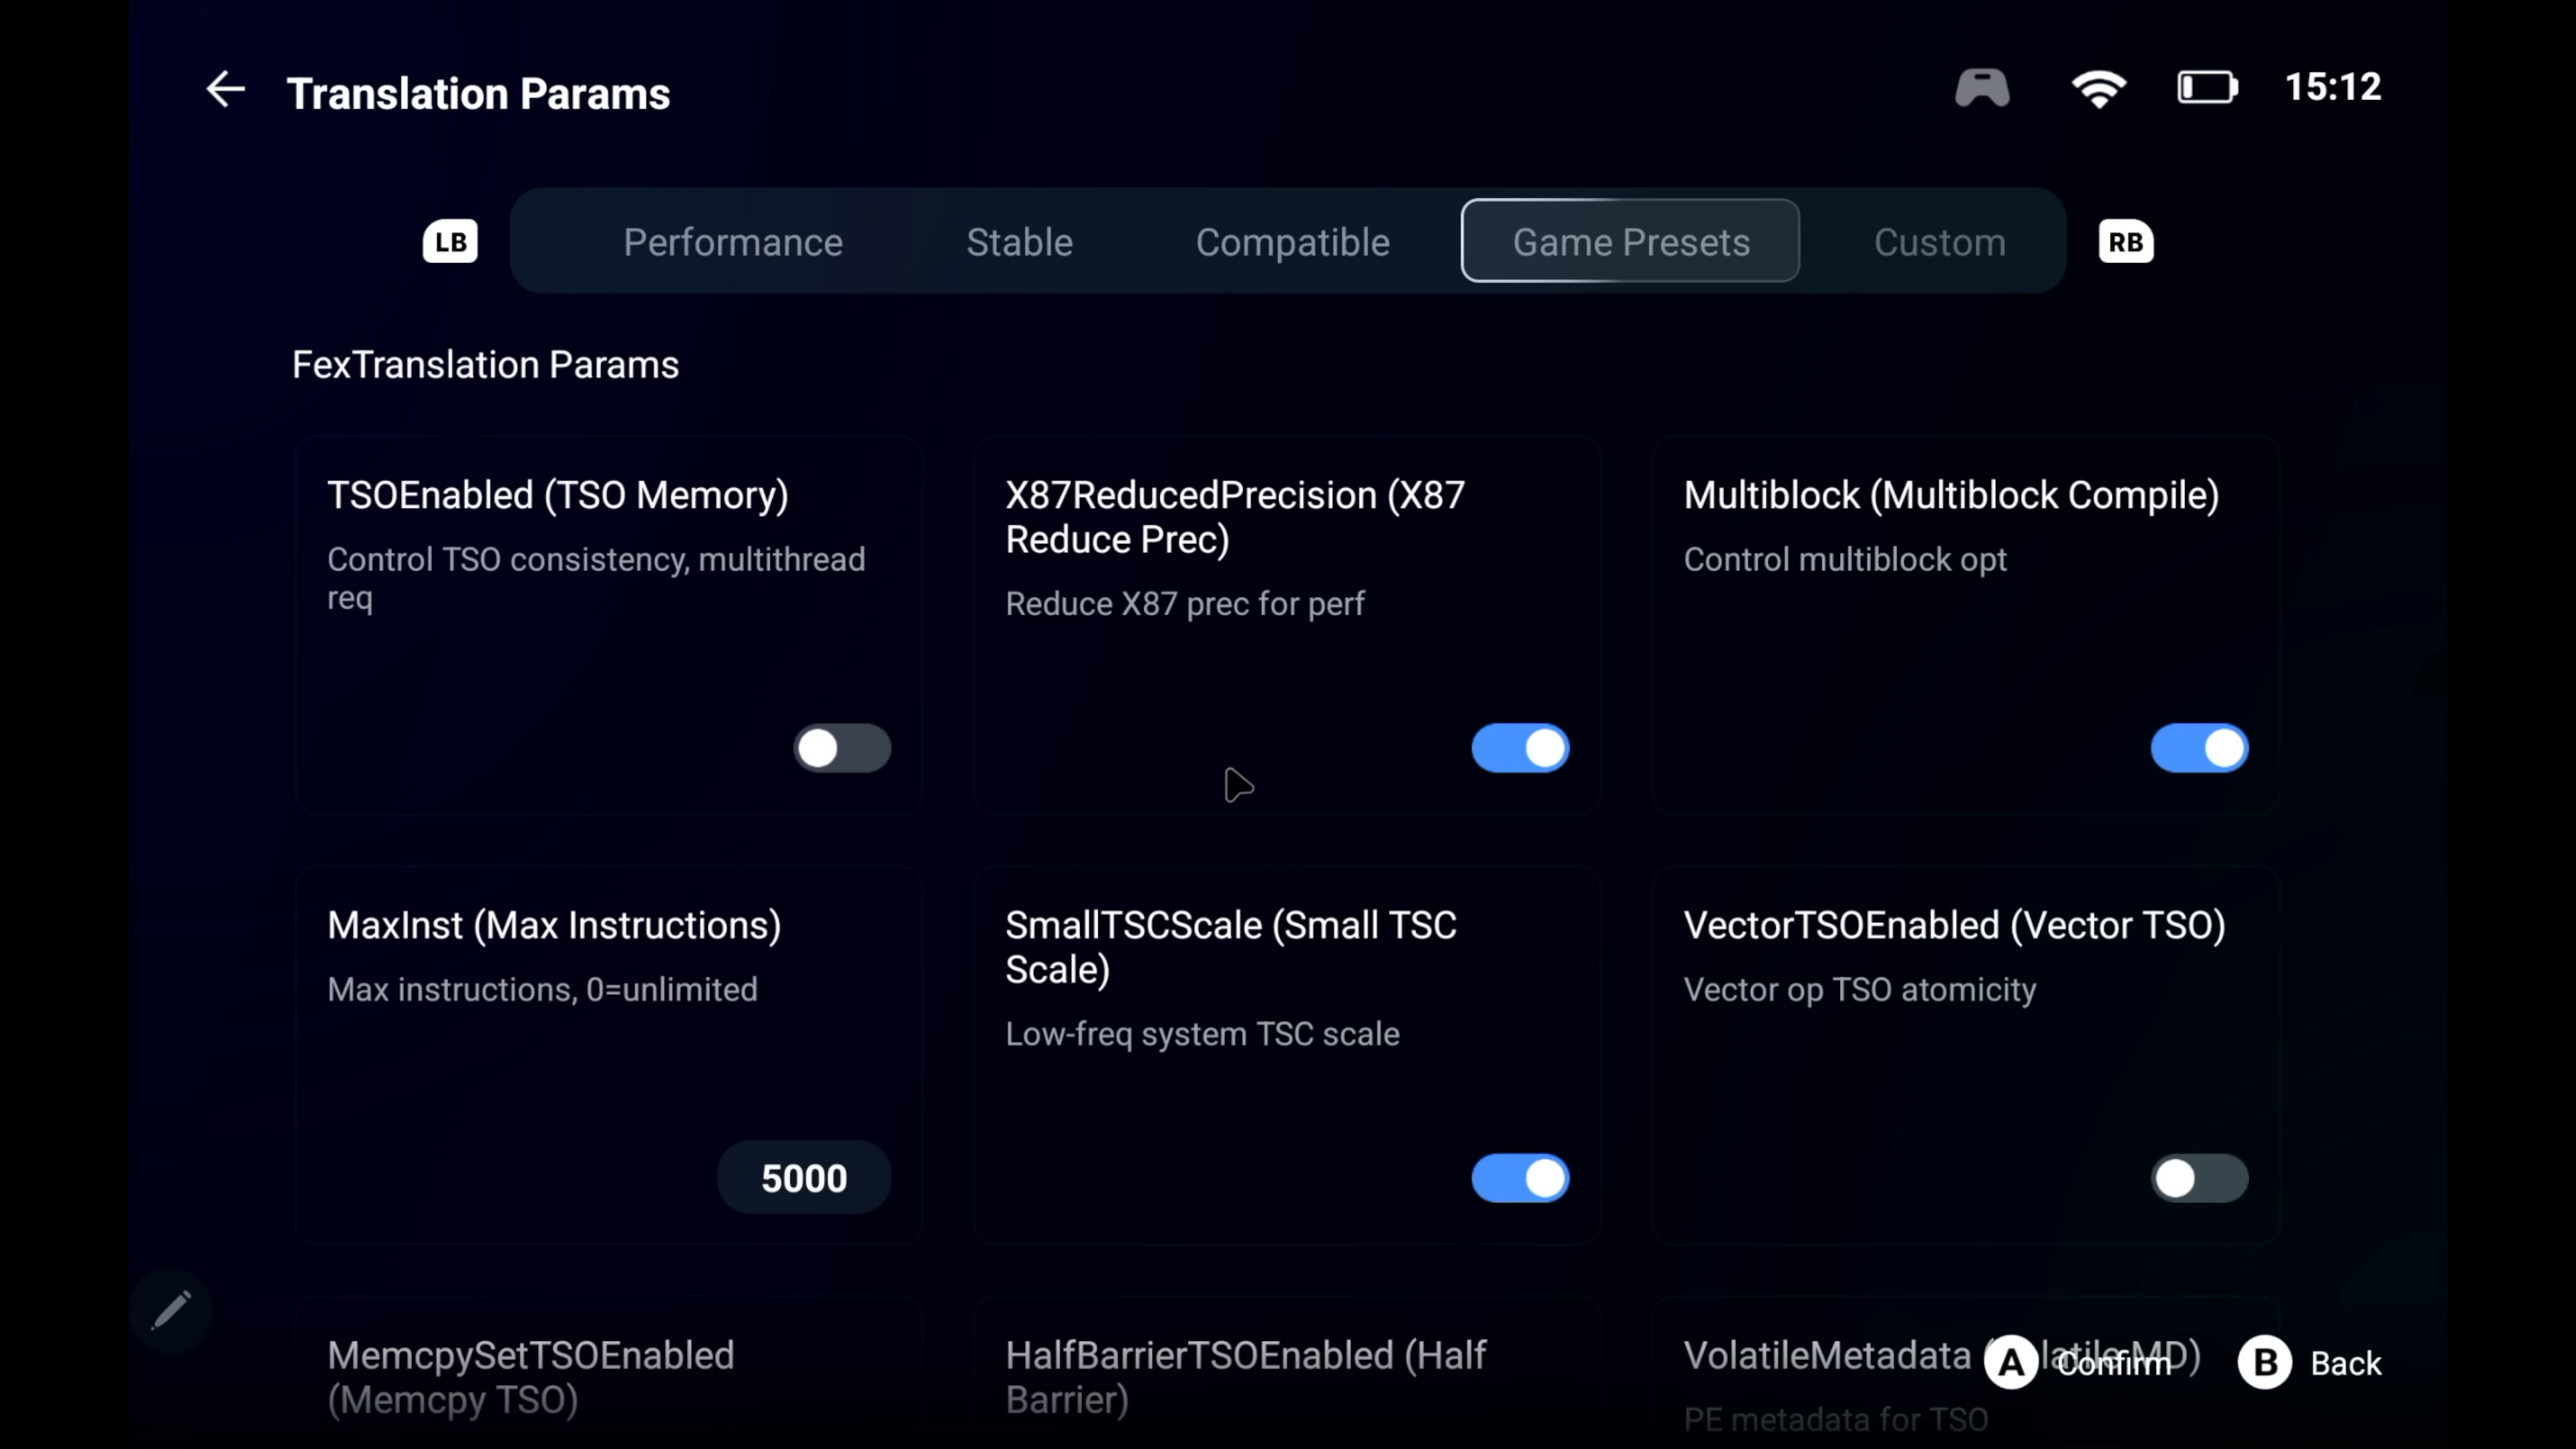 Translation Params
15:12
LB
Performance
Stable
Compatible
Game Presets
Custom
RB
FexTranslation Params
TSOEnabled (TSO Memory)
Control TSO consistency, multithread
req
X87ReducedPrecision (X87
Reduce Prec)
Reduce X87 prec for perf
Multiblock (Multiblock Compile)
Control multiblock opt
MaxInst (Max Instructions)
Max instructions, 0=unlimited
5000
SmallTSCScale (Small TSC
Scale)
Low-freq system TSC scale
VectorTSOEnabled (Vector TSO)
Vector op TSO atomicity
MemcpySetTSOEnabled
(Memcpy TSO)
HalfBarrierTSOEnabled (Half
Barrier)
VolatileMetadata
PE metadata for TSO
A Confirm
B Back